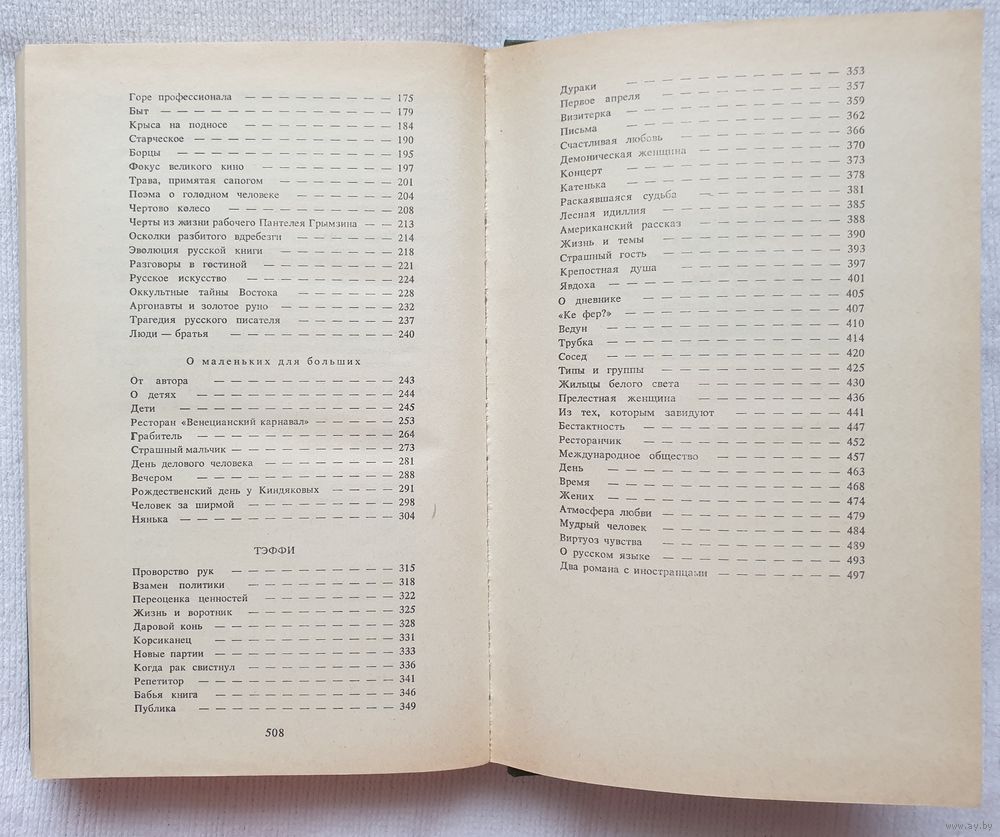 Горе профессионала — — — — — — — — 175
Быт — — — — — — — — — — — — 179
Крыса на подносе — — — — — — — — 184
Старческое — — — — — — — — — — 190
Борцы — — — — — — — — — — — 195
Фокус великого кино — — — — — — — 197
Трава, примятая сапогом — — — — — — 201
Поэма о голодном человеке — — — — — 204
Чертово колесо — — — — — — — — 208
Черты из жизни рабочего Пантелея Грымзина — 213
Осколки разбитого вдребезги — — — — — 214
Эволюция русской книги — — — — — — 218
Разговоры в гостиной — — — — — — — 221
Русское искусство — — — — — — — 224
Оккультные тайны Востока — — — — — 228
Аргонавты и золотое руно — — — — — 232
Трагедия русского писателя — — — — — 237
Люди — братья — — — — — — — — 240
О маленьких для больших
От автора — — — — — — — — — 243
О детях — — — — — — — — — — 244
Дети — — — — — — — — — — — 245
Ресторан «Венецианский карнавал» — — — — 253
Грабитель — — — — — — — — — — 264
Страшный мальчик — — — — — — — — 273
День делового человека — — — — — — — 281
Вечером — — — — — — — — — — 288
Рождественский день у Киндяковых — — — 291
Человек за ширмой — — — — — — — — 298
Нянька — — — — — — — — — — — 304
ТЭФФИ
Проворство рук — — — — — — — — 315
Взамен политики — — — — — — — — 318
Переоценка ценностей — — — — — — — 322
Жизнь и воротник — — — — — — — 325
Даровой конь — — — — — — — — — 328
Корсиканец — — — — — — — — — 331
Новые партии — — — — — — — — — 333
Когда рак свистнул — — — — — — — 336
Репетитор — — — — — — — — — — 341
Бабья книга — — — — — — — — — 346
Публика — — — — — — — — — — 349
508
Дураки — — — — — — — — — — 353
Первое апреля — — — — — — — — — 357
Визитерка — — — — — — — — — — 359
Письма — — — — — — — — — — — 362
Счастливая любовь — — — — — — — — 366
Демоническая женщина — — — — — — — 370
Концерт — — — — — — — — — — 373
Катенька — — — — — — — — — — 378
Раскаявшаяся судьба — — — — — — — 381
Лесная идиллия — — — — — — — — 385
Американский рассказ — — — — — — — 388
Жизнь и темы — — — — — — — — 390
Страшный гость — — — — — — — — 393
Крепостная душа — — — — — — — — 397
Явдоха — — — — — — — — — — — 401
О дневнике — — — — — — — — — 405
«Ке фер?» — — — — — — — — — — 407
Ведун — — — — — — — — — — — 410
Трубка — — — — — — — — — — — 414
Сосед — — — — — — — — — — — 420
Типы и группы — — — — — — — — 425
Жильцы белого света — — — — — — — 430
Прелестная женщина — — — — — — — 436
Из тех, которым завидуют — — — — — — 441
Бестактность — — — — — — — — — 447
Ресторанчик — — — — — — — — — 452
Международное общество — — — — — — 457
День — — — — — — — — — — — — 463
Время — — — — — — — — — — — 468
Жених — — — — — — — — — — — 474
Атмосфера любви — — — — — — — — 479
Мудрый человек — — — — — — — — 484
Виртуоз чувства — — — — — — — — — 489
О русском языке — — — — — — — — 493
Два романа с иностранцами — — — — — — 497
www.ay.by